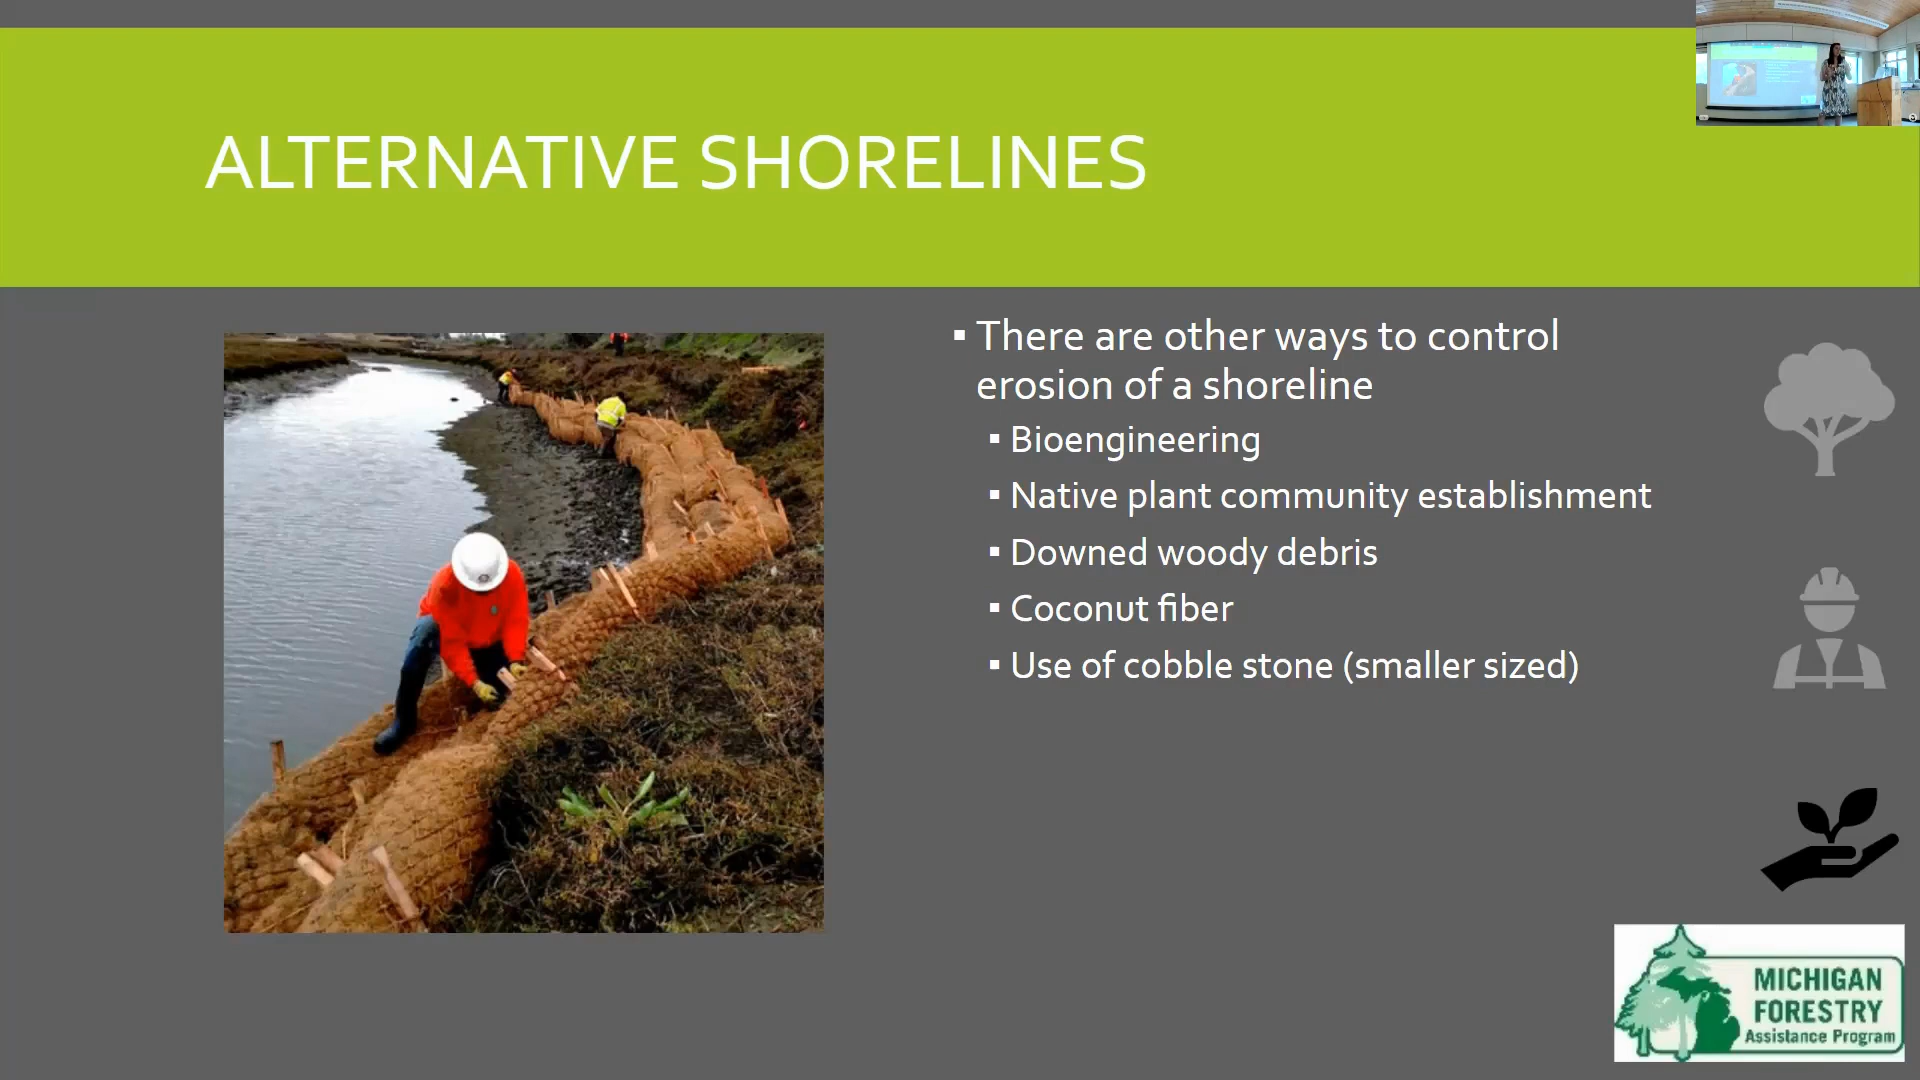 ALTERNATIVE SHORELINES
▪ There are other ways to control
erosion of a shoreline
▪ Bioengineering
▪ Native plant community establishment
▪ Downed woody debris
▪ Coconut fiber
▪ Use of cobble stone (smaller sized)
MICHIGAN
FORESTRY
Assistance Program